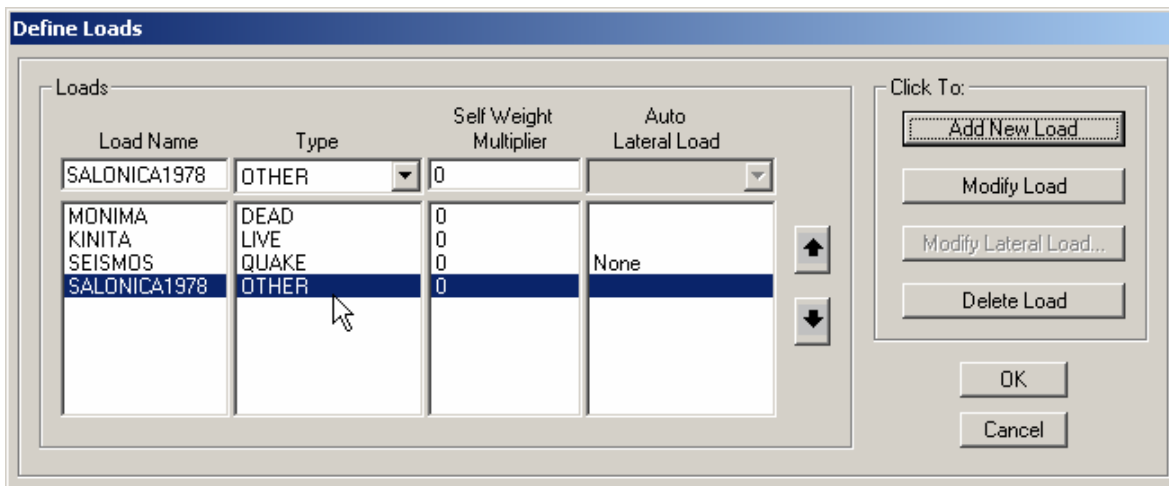 Define Loads
Loads
Load Name Type Self Weight Multiplier Auto Lateral Load
SALONICA1978 OTHER 0
MONIMA DEAD 0
KINITA LIVE 0
SEISMOS QUAKE 0 None
SALONICA1978 OTHER 0
Click To:
Add New Load
Modify Load
Modify Lateral Load...
Delete Load
OK
Cancel